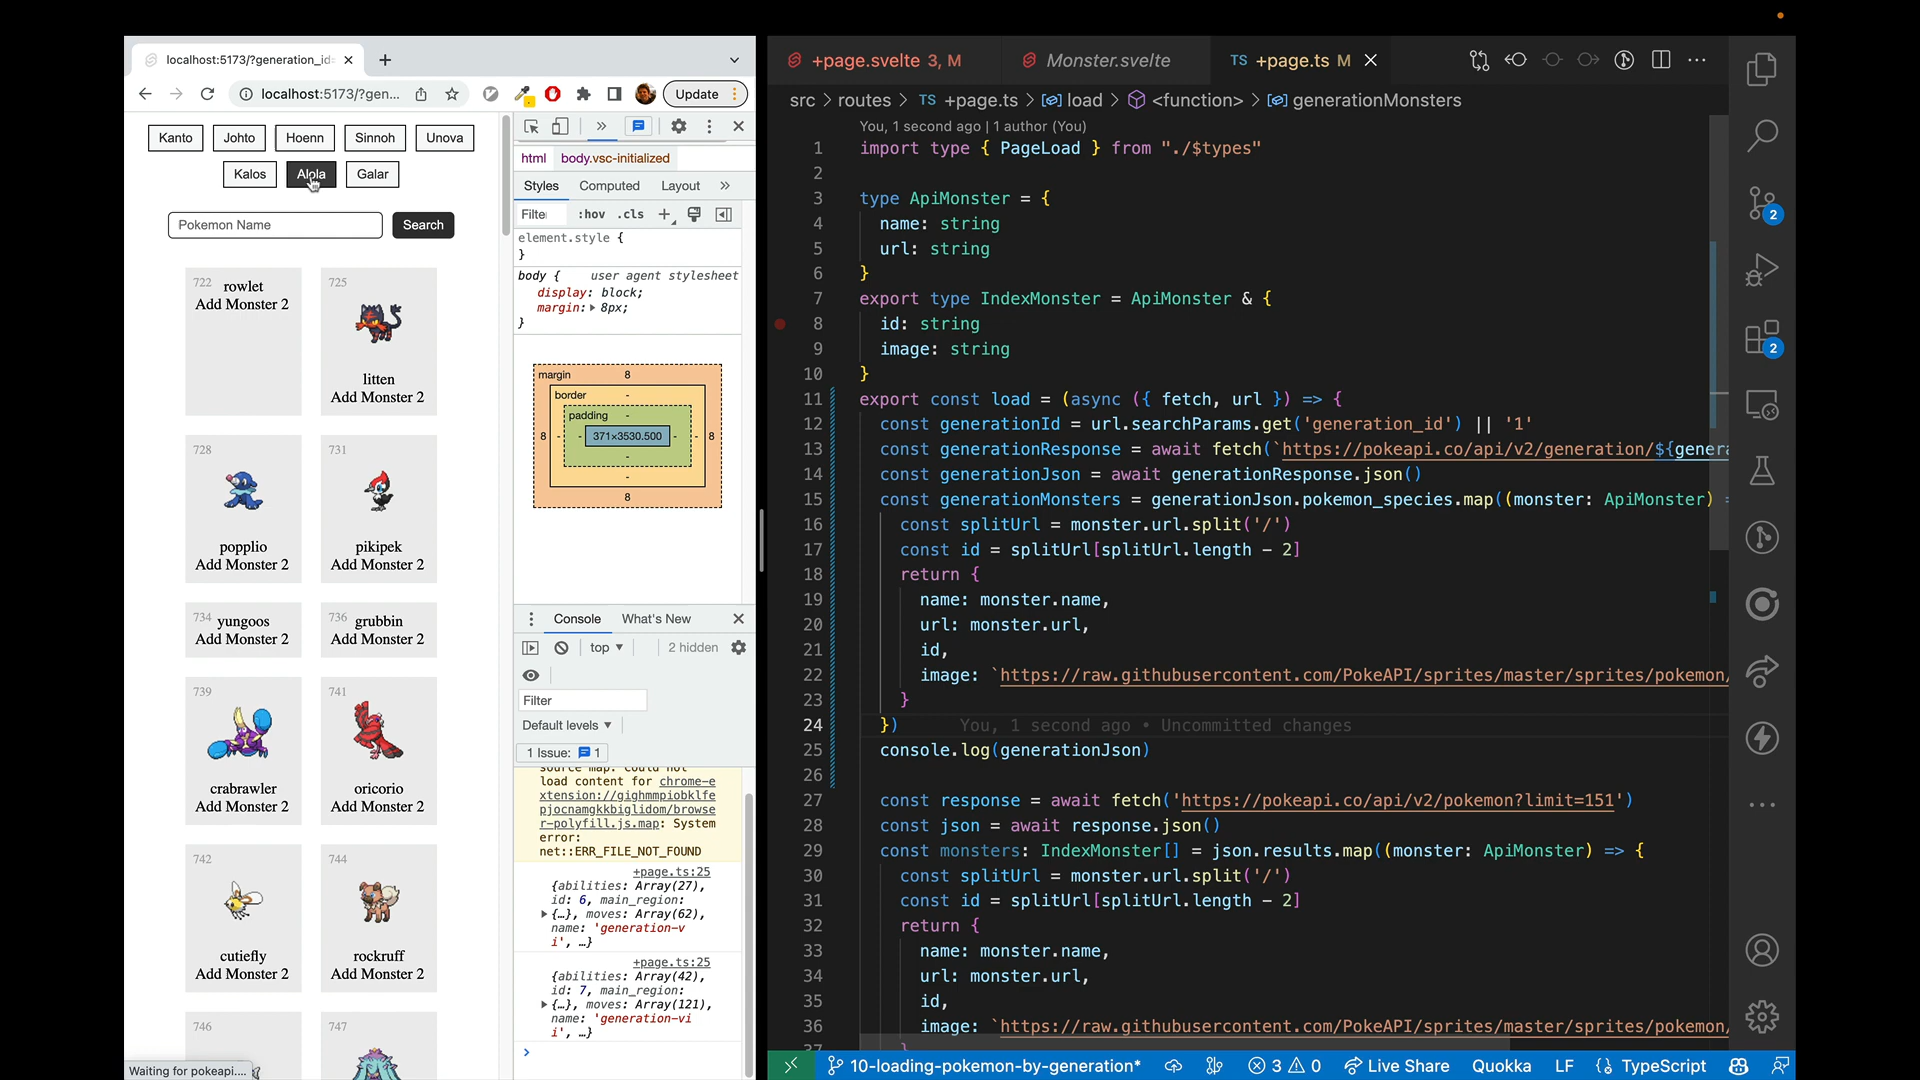 localhost:5173/?generation_id=
localhost:5173/?gen...
Update
Kanto
Johto
Hoenn
Sinnoh
Unova
Kalos
Alola
Galar
Pokemon Name
Search
722
rowlet
Add Monster 2
725
litten
Add Monster 2
728
popplio
Add Monster 2
731
pikipek
Add Monster 2
734
yungoos
Add Monster 2
736
grubbin
Add Monster 2
739
crabrawler
Add Monster 2
741
oricorio
Add Monster 2
742
cutiefly
Add Monster 2
744
rockruff
Add Monster 2
746
747
Waiting for pokeapi....
html
body.vsc-initialized
Styles
Computed
Layout
Filte
:hov
.cls
element.style {
}
body {
user agent stylesheet
display: block;
margin: 8px;
}
margin
8
border
-
padding
-
8
-
-
371×3530.500
-
-
8
-
-
8
Console
What's New
top
2 hidden
Filter
Default levels
1 Issue:
1
source map: Could not
load content for chrome-e
xtension://gighmmpiobklfe
pjocnamgkkbiglidom/browse
r-polyfill.js.map: System
error:
net::ERR_FILE_NOT_FOUND
+page.ts:25
{abilities: Array(27),
id: 6, main_region:
{…}, moves: Array(62),
name: 'generation-v
i', …}
+page.ts:25
{abilities: Array(42),
id: 7, main_region:
{…}, moves: Array(121),
name: 'generation-vi
i', …}
+page.svelte 3, M
Monster.svelte
TS +page.ts M
src > routes > TS +page.ts > load > <function> > generationMonsters
You, 1 second ago | 1 author (You)
1 import type { PageLoad } from "./$types"
2
3 type ApiMonster = {
4 name: string
5 url: string
6 }
7 export type IndexMonster = ApiMonster & {
8 id: string
9 image: string
10 }
11 export const load = (async ({ fetch, url }) => {
12 const generationId = url.searchParams.get('generation_id') || '1'
13 const generationResponse = await fetch(`https://pokeapi.co/api/v2/generation/${genera
14 const generationJson = await generationResponse.json()
15 const generationMonsters = generationJson.pokemon_species.map((monster: ApiMonster) =
16 const splitUrl = monster.url.split('/')
17 const id = splitUrl[splitUrl.length - 2]
18 return {
19 name: monster.name,
20 url: monster.url,
21 id,
22 image: `https://raw.githubusercontent.com/PokeAPI/sprites/master/sprites/pokemon/
23 }
24 }) You, 1 second ago • Uncommitted changes
25 console.log(generationJson)
26
27 const response = await fetch('https://pokeapi.co/api/v2/pokemon?limit=151')
28 const json = await response.json()
29 const monsters: IndexMonster[] = json.results.map((monster: ApiMonster) => {
30 const splitUrl = monster.url.split('/')
31 const id = splitUrl[splitUrl.length - 2]
32 return {
33 name: monster.name,
34 url: monster.url,
35 id,
36 image: `https://raw.githubusercontent.com/PokeAPI/sprites/master/sprites/pokemon/
37 }
2
2
10-loading-pokemon-by-generation*
3
0
Live Share
Quokka
LF
TypeScript